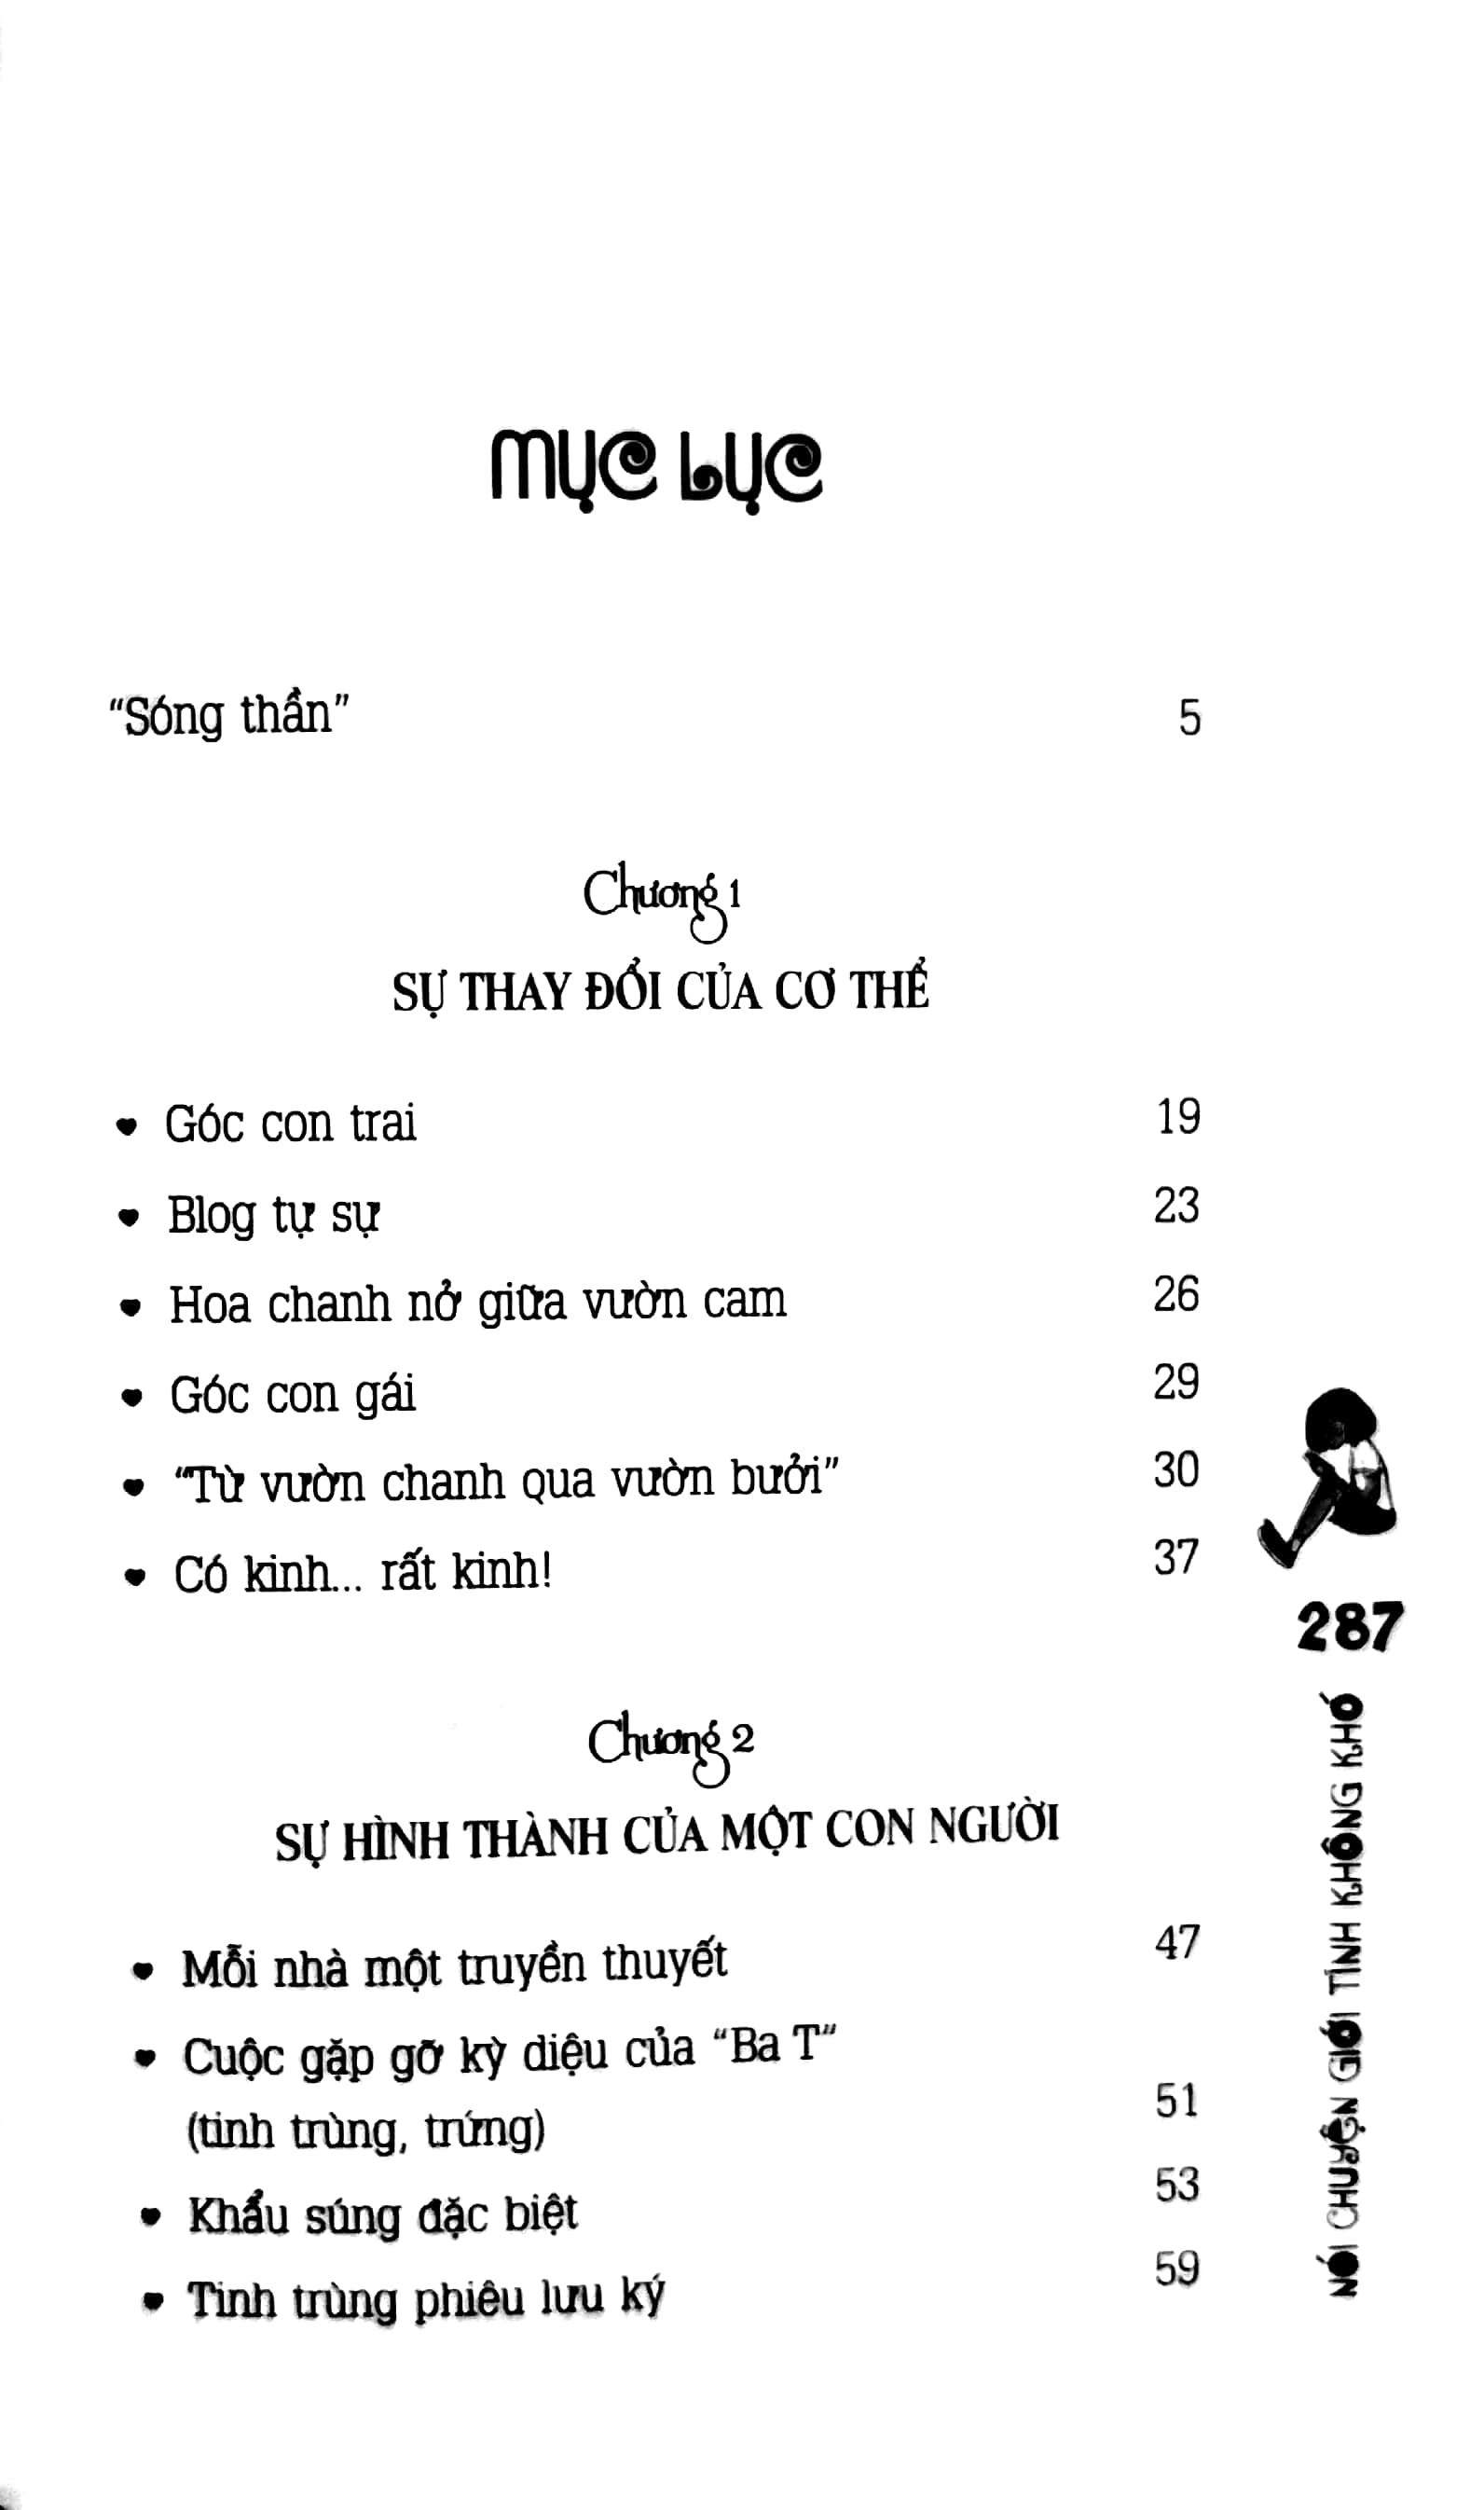 MỤC LỤC
“Sóng thần” 5
Chương 1
SỰ THAY ĐỔI CỦA CƠ THỂ
• Góc con trai 19
• Blog tự sự 23
• Hoa chanh nở giữa vườn cam 26
• Góc con gái 29
• “Từ vườn chanh qua vườn bưởi” 30
• Có kinh... rất kinh! 37
Chương 2
SỰ HÌNH THÀNH CỦA MỘT CON NGƯỜI
• Mỗi nhà một truyền thuyết 47
• Cuộc gặp gỡ kỳ diệu của “Ba T”
(tinh trùng, trứng) 51
• Khẩu súng đặc biệt 53
• Tinh trùng phiêu lưu ký 59
287
NÓI CHUYỆN GIỚI TÍNH KHÔNG KHÓ